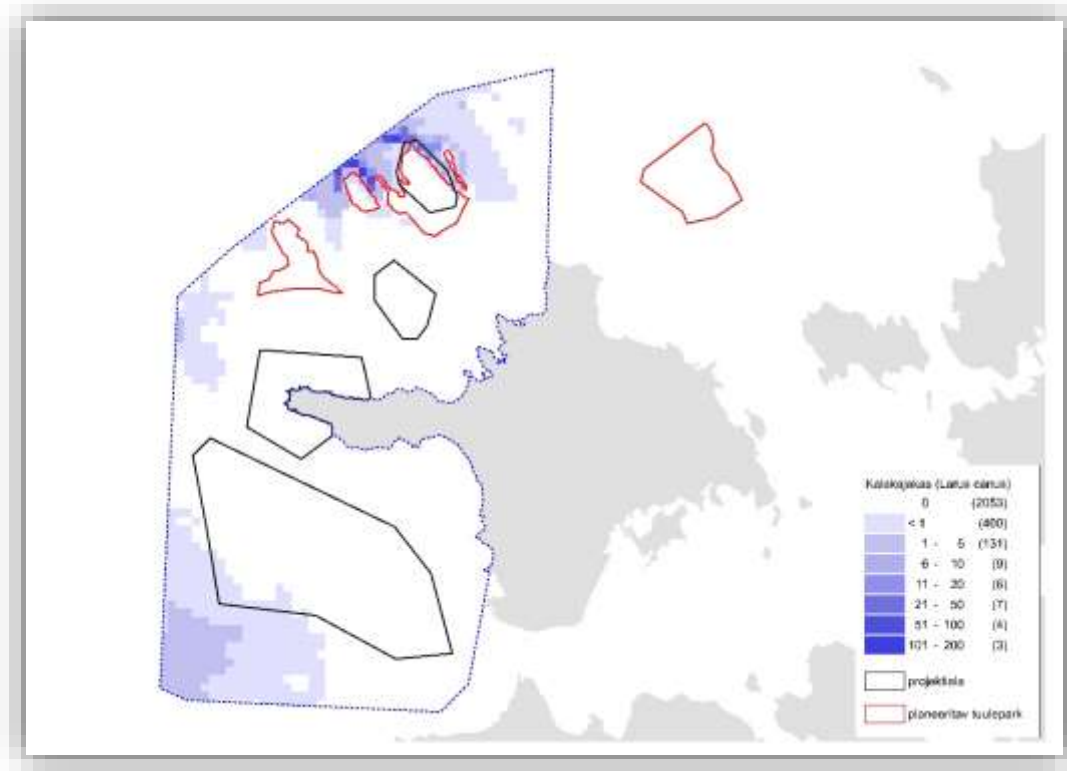 Kalakajakas (Larus canus)
0 (2053)
< 1 (400)
1 - 5 (131)
6 - 10 (9)
11 - 20 (6)
21 - 50 (7)
51 - 100 (4)
101 - 200 (3)
projektiala
planeeritav tuulepark